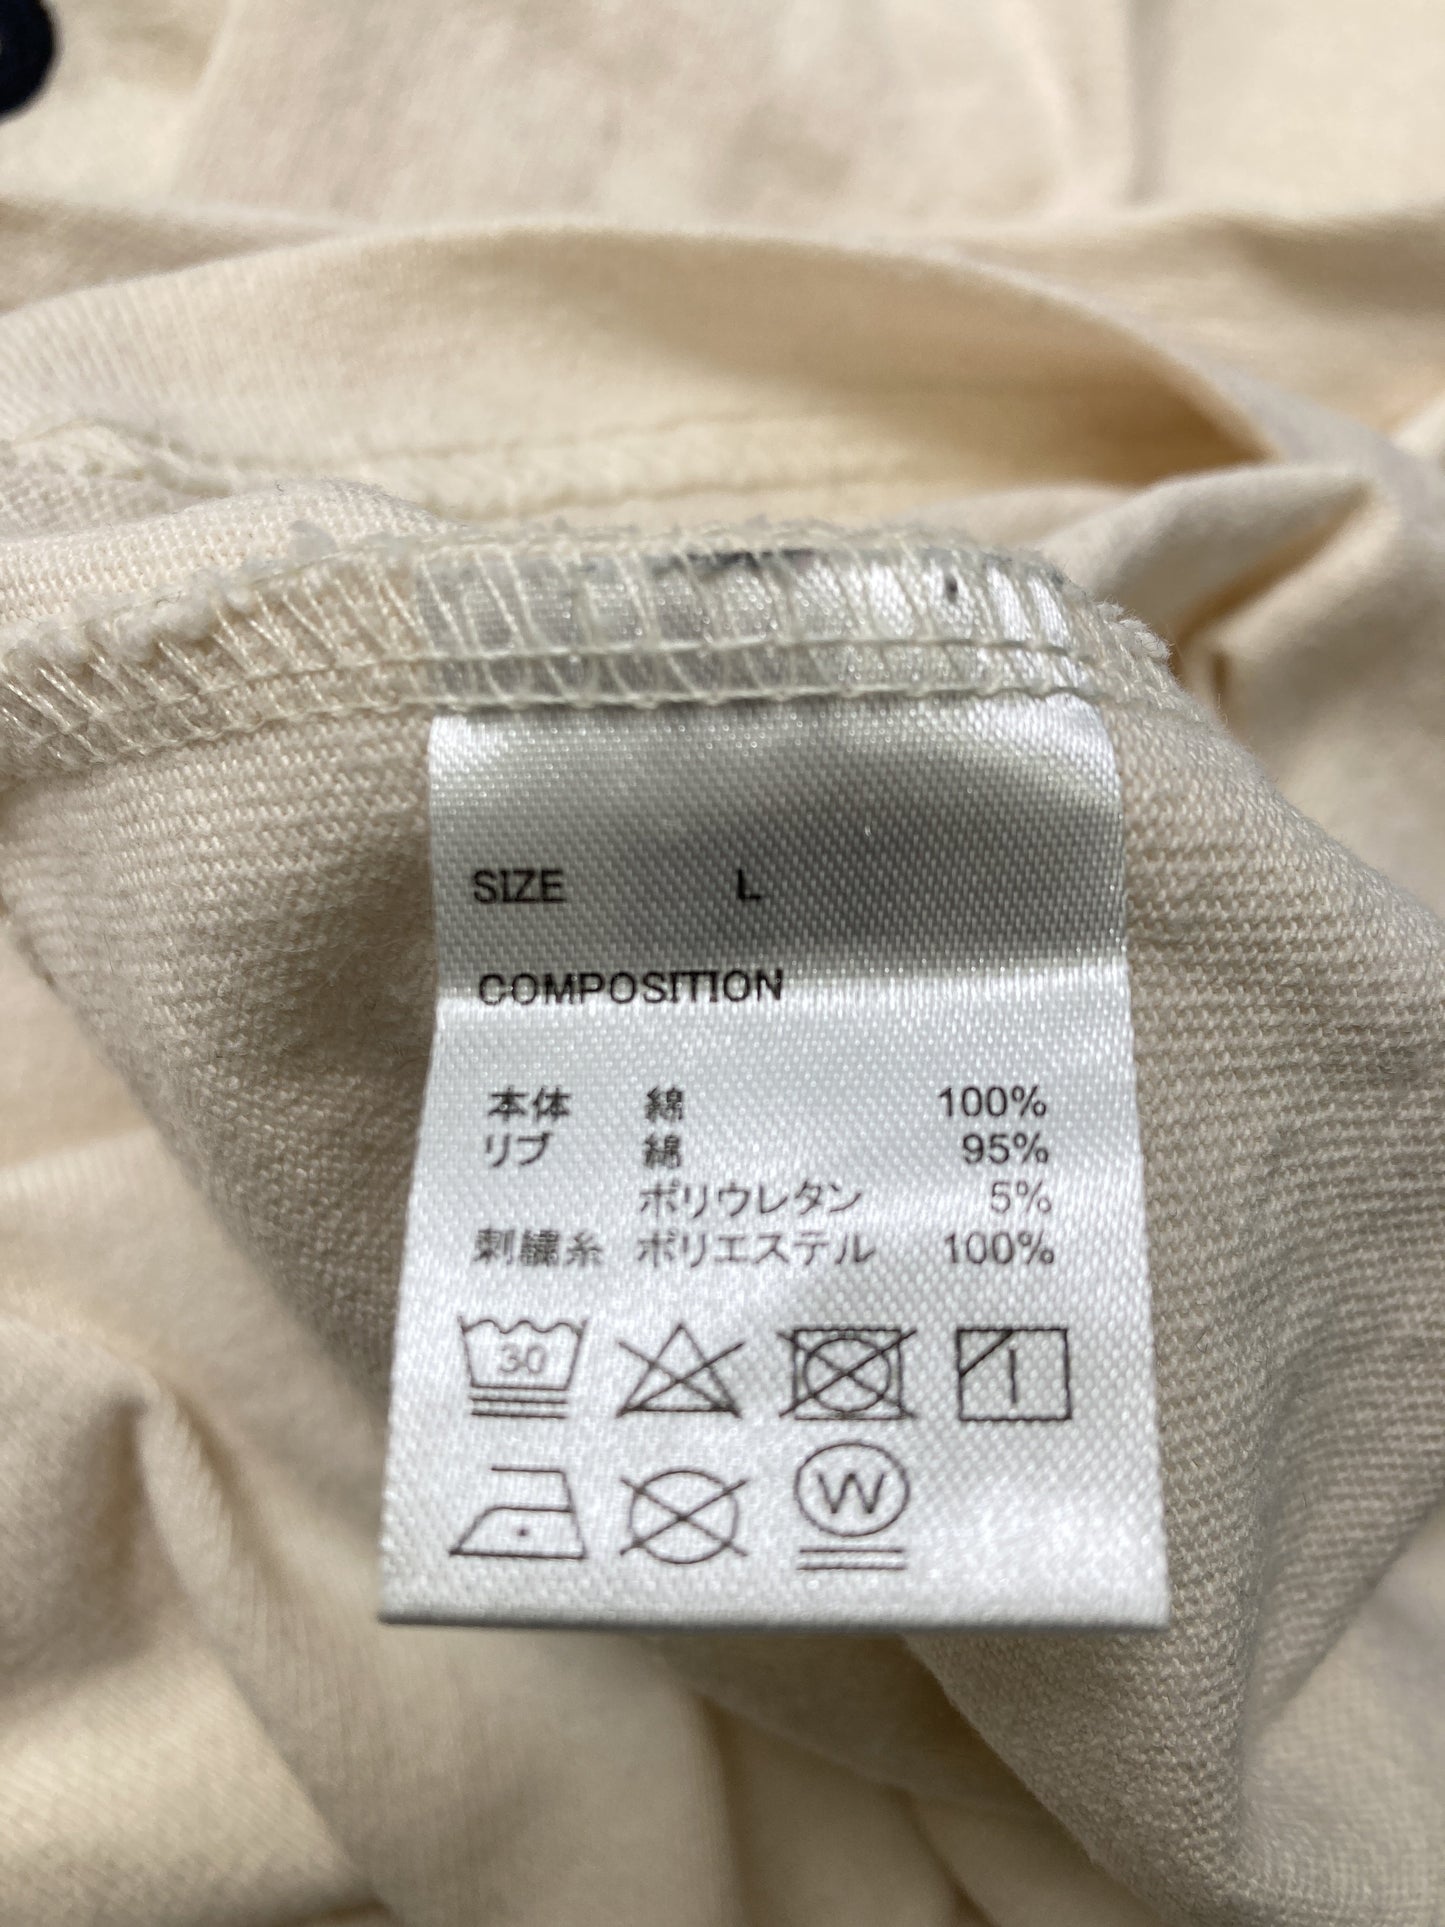 SIZE L
COMPOSITION
本体 綿 100%
リブ 綿 95%
ポリウレタン 5%
刺繍糸 ポリエステル 100%
30
W